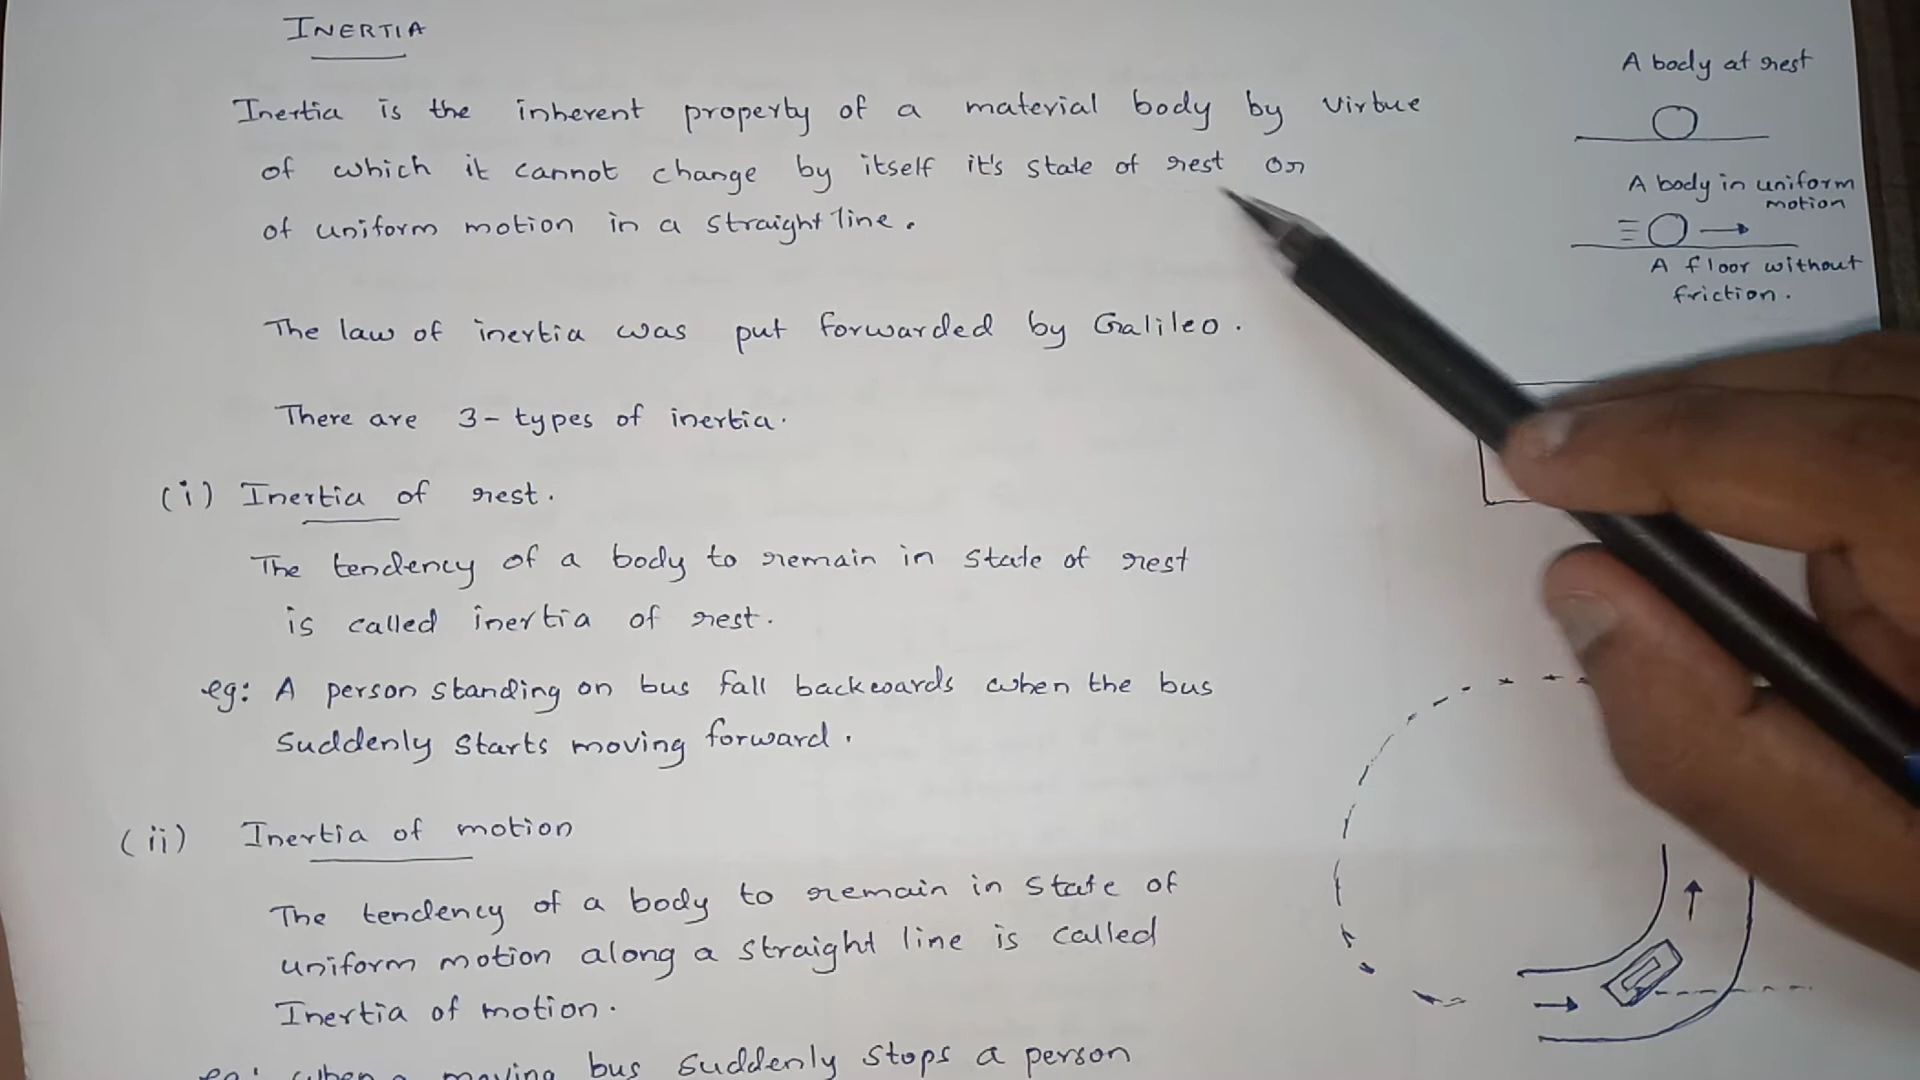 INERTIA
Inertia is the inherent property of a material body by virtue
of which it cannot change by itself it's state of rest or
of uniform motion in a straight line.
The law of inertia was put forwarded by Galileo.
There are 3- types of inertia.
(i) Inertia of rest.
The tendency of a body to remain in state of rest
is called inertia of rest.
eg: A person standing on bus fall backwards when the bus
suddenly starts moving forward.
(ii) Inertia of motion
The tendency of a body to remain in state of
uniform motion along a straight line is called
Inertia of motion.
eg: when a moving bus suddenly stops a person
A body at rest
A body in uniform
motion
A floor without
friction.